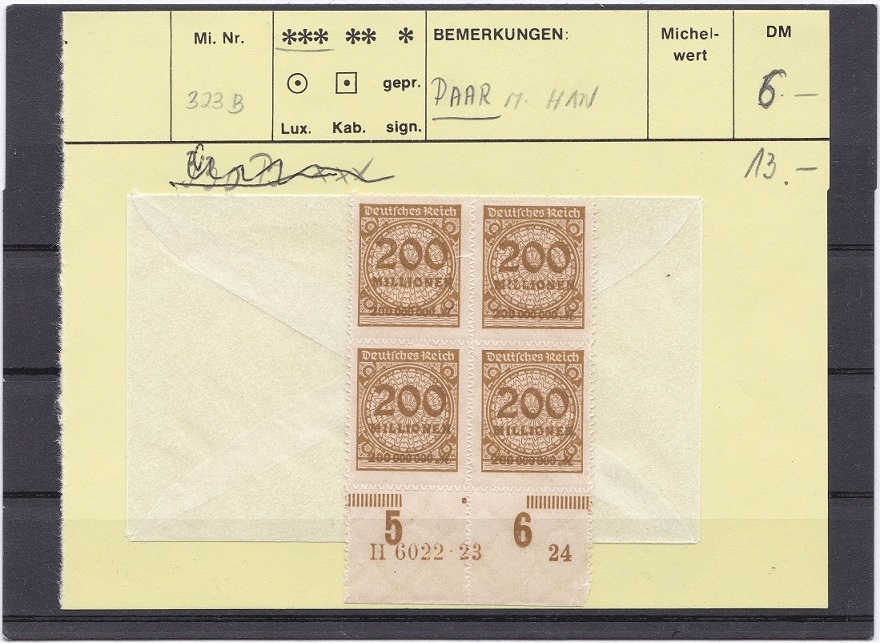 Mi. Nr. *** ** * BEMERKUNGEN: Michel- DM
wert
gepr.
323 B PAAR M. HAN 6.—
Lux. Kab. sign.
13.—
Deutsches Reich Deutsches Reich
200 200
MILLIONEN MILLIONEN
200 000 000 M 200 000 000 M
Deutsches Reich Deutsches Reich
200 200
MILLIONEN MILLIONEN
200 000 000 M 200 000 000 M
5 6
H 6022·23 24